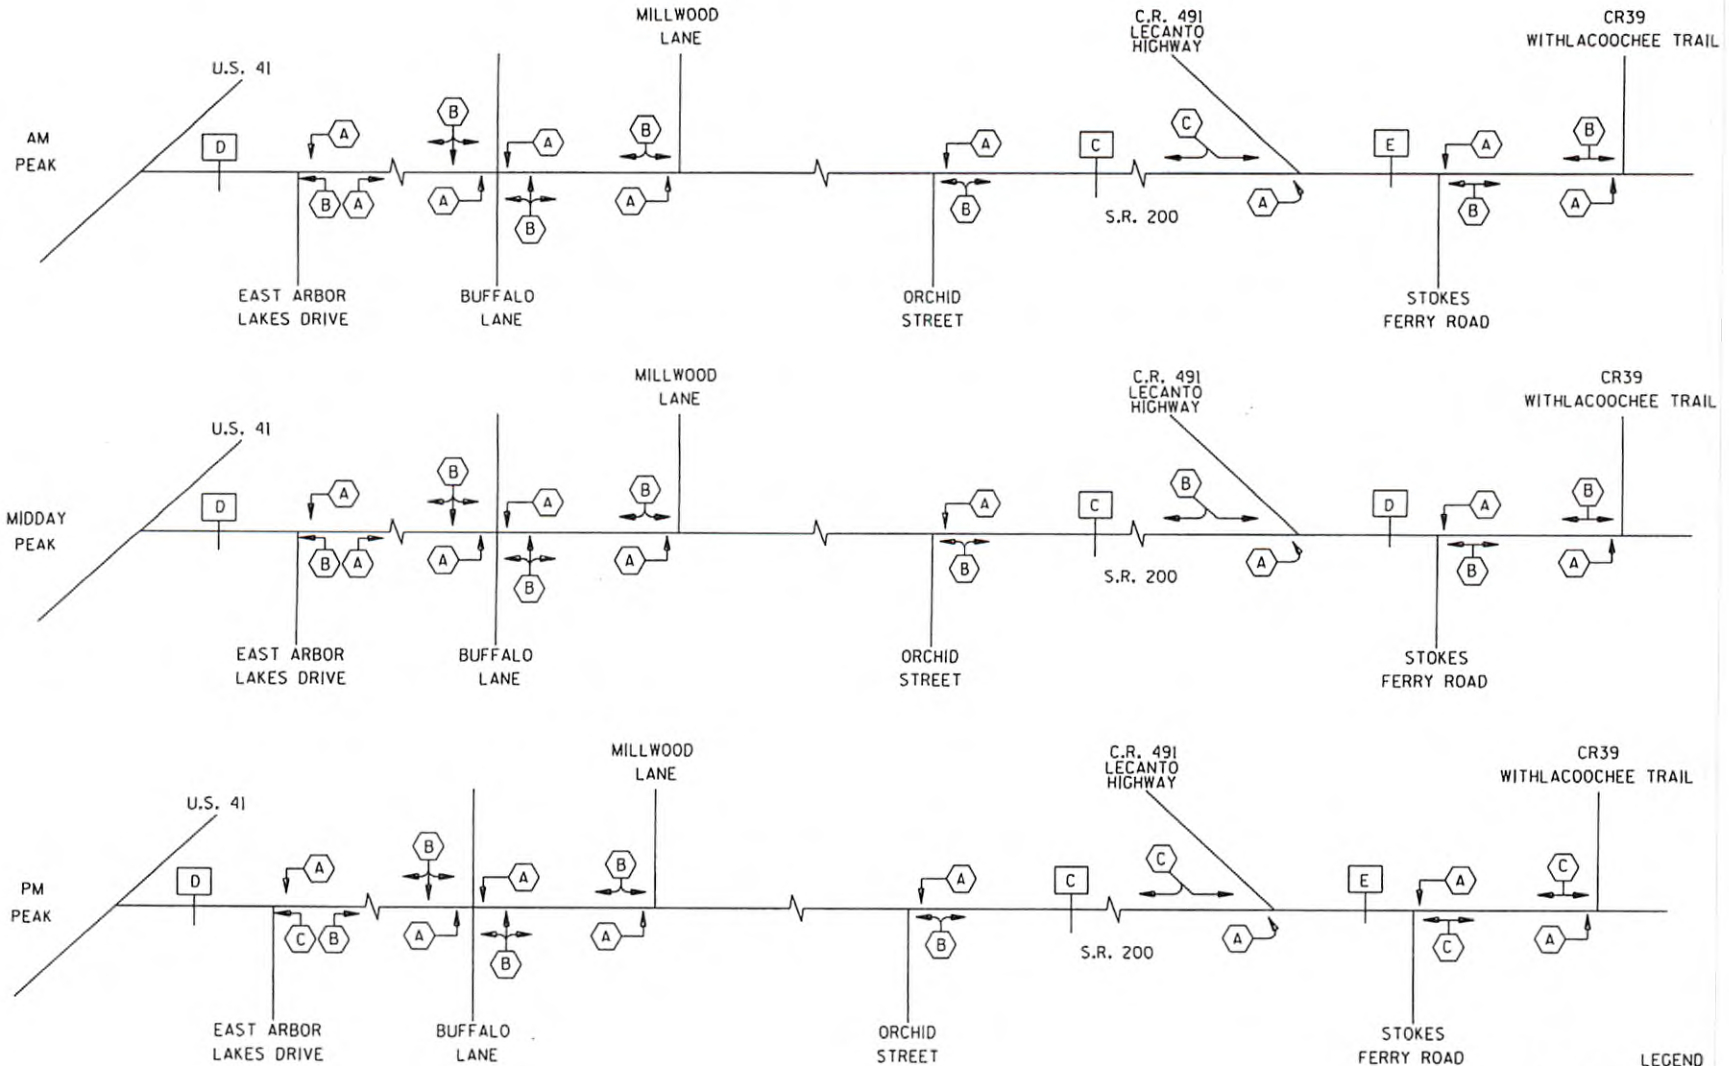 MILLWOOD
LANE
C.R. 491
LECANTO
HIGHWAY
CR39
WITHLACOOCHEE TRAIL
U.S. 41
AM
PEAK
D
A
B
A
B
C
C
E
A
B
B
A
A
B
A
A
B
A
B
A
S.R. 200
EAST ARBOR
LAKES DRIVE
BUFFALO
LANE
ORCHID
STREET
STOKES
FERRY ROAD
MILLWOOD
LANE
C.R. 491
LECANTO
HIGHWAY
CR39
WITHLACOOCHEE TRAIL
U.S. 41
MIDDAY
PEAK
D
A
B
A
B
A
C
B
D
A
B
B
A
A
B
A
B
A
B
A
S.R. 200
EAST ARBOR
LAKES DRIVE
BUFFALO
LANE
ORCHID
STREET
STOKES
FERRY ROAD
MILLWOOD
LANE
C.R. 491
LECANTO
HIGHWAY
CR39
WITHLACOOCHEE TRAIL
U.S. 41
PM
PEAK
D
A
B
A
B
A
C
C
E
A
C
C
B
A
B
A
B
A
C
A
S.R. 200
EAST ARBOR
LAKES DRIVE
BUFFALO
LANE
ORCHID
STREET
STOKES
FERRY ROAD
LEGEND